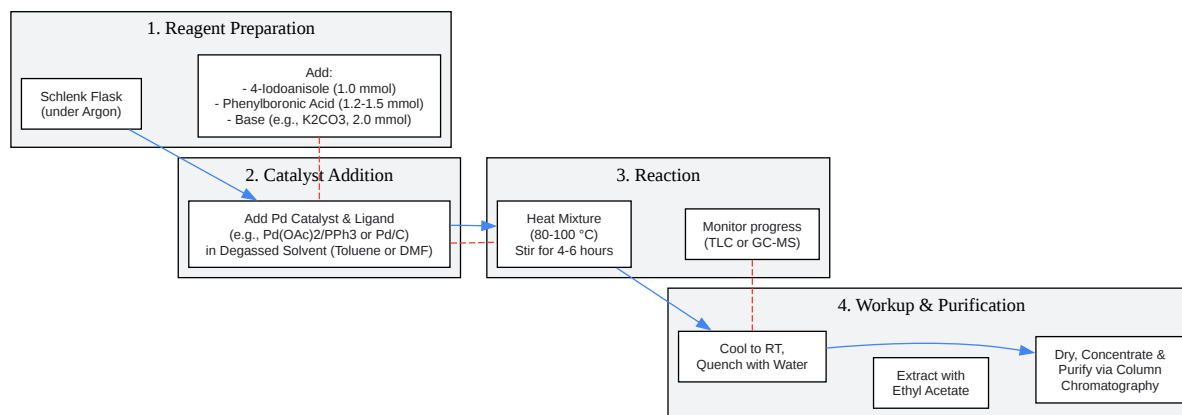 1. Reagent Preparation
Schlenk Flask
(under Argon)
Add:
- 4-Iodoanisole (1.0 mmol)
- Phenylboronic Acid (1.2-1.5 mmol)
- Base (e.g., K2CO3, 2.0 mmol)
2. Catalyst Addition
Add Pd Catalyst & Ligand
(e.g., Pd(OAc)2/PPh3 or Pd/C)
in Degassed Solvent (Toluene or DMF)
3. Reaction
Heat Mixture
(80-100 °C)
Stir for 4-6 hours
Monitor progress
(TLC or GC-MS)
4. Workup & Purification
Cool to RT,
Quench with Water
Extract with
Ethyl Acetate
Dry, Concentrate &
Purify via Column
Chromatography